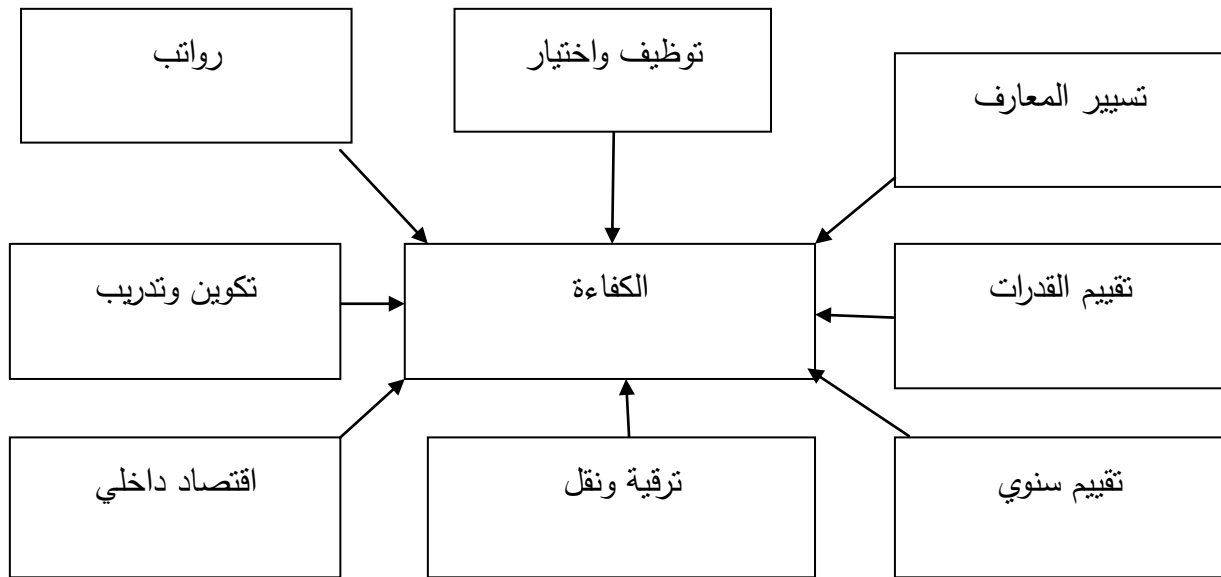 توظيف واختيار
رواتب
تسيير المعارف
تقييم القدرات
الكفاءة
تكوين وتدريب
تقييم سنوي
ترقية ونقل
اقتصاد داخلي